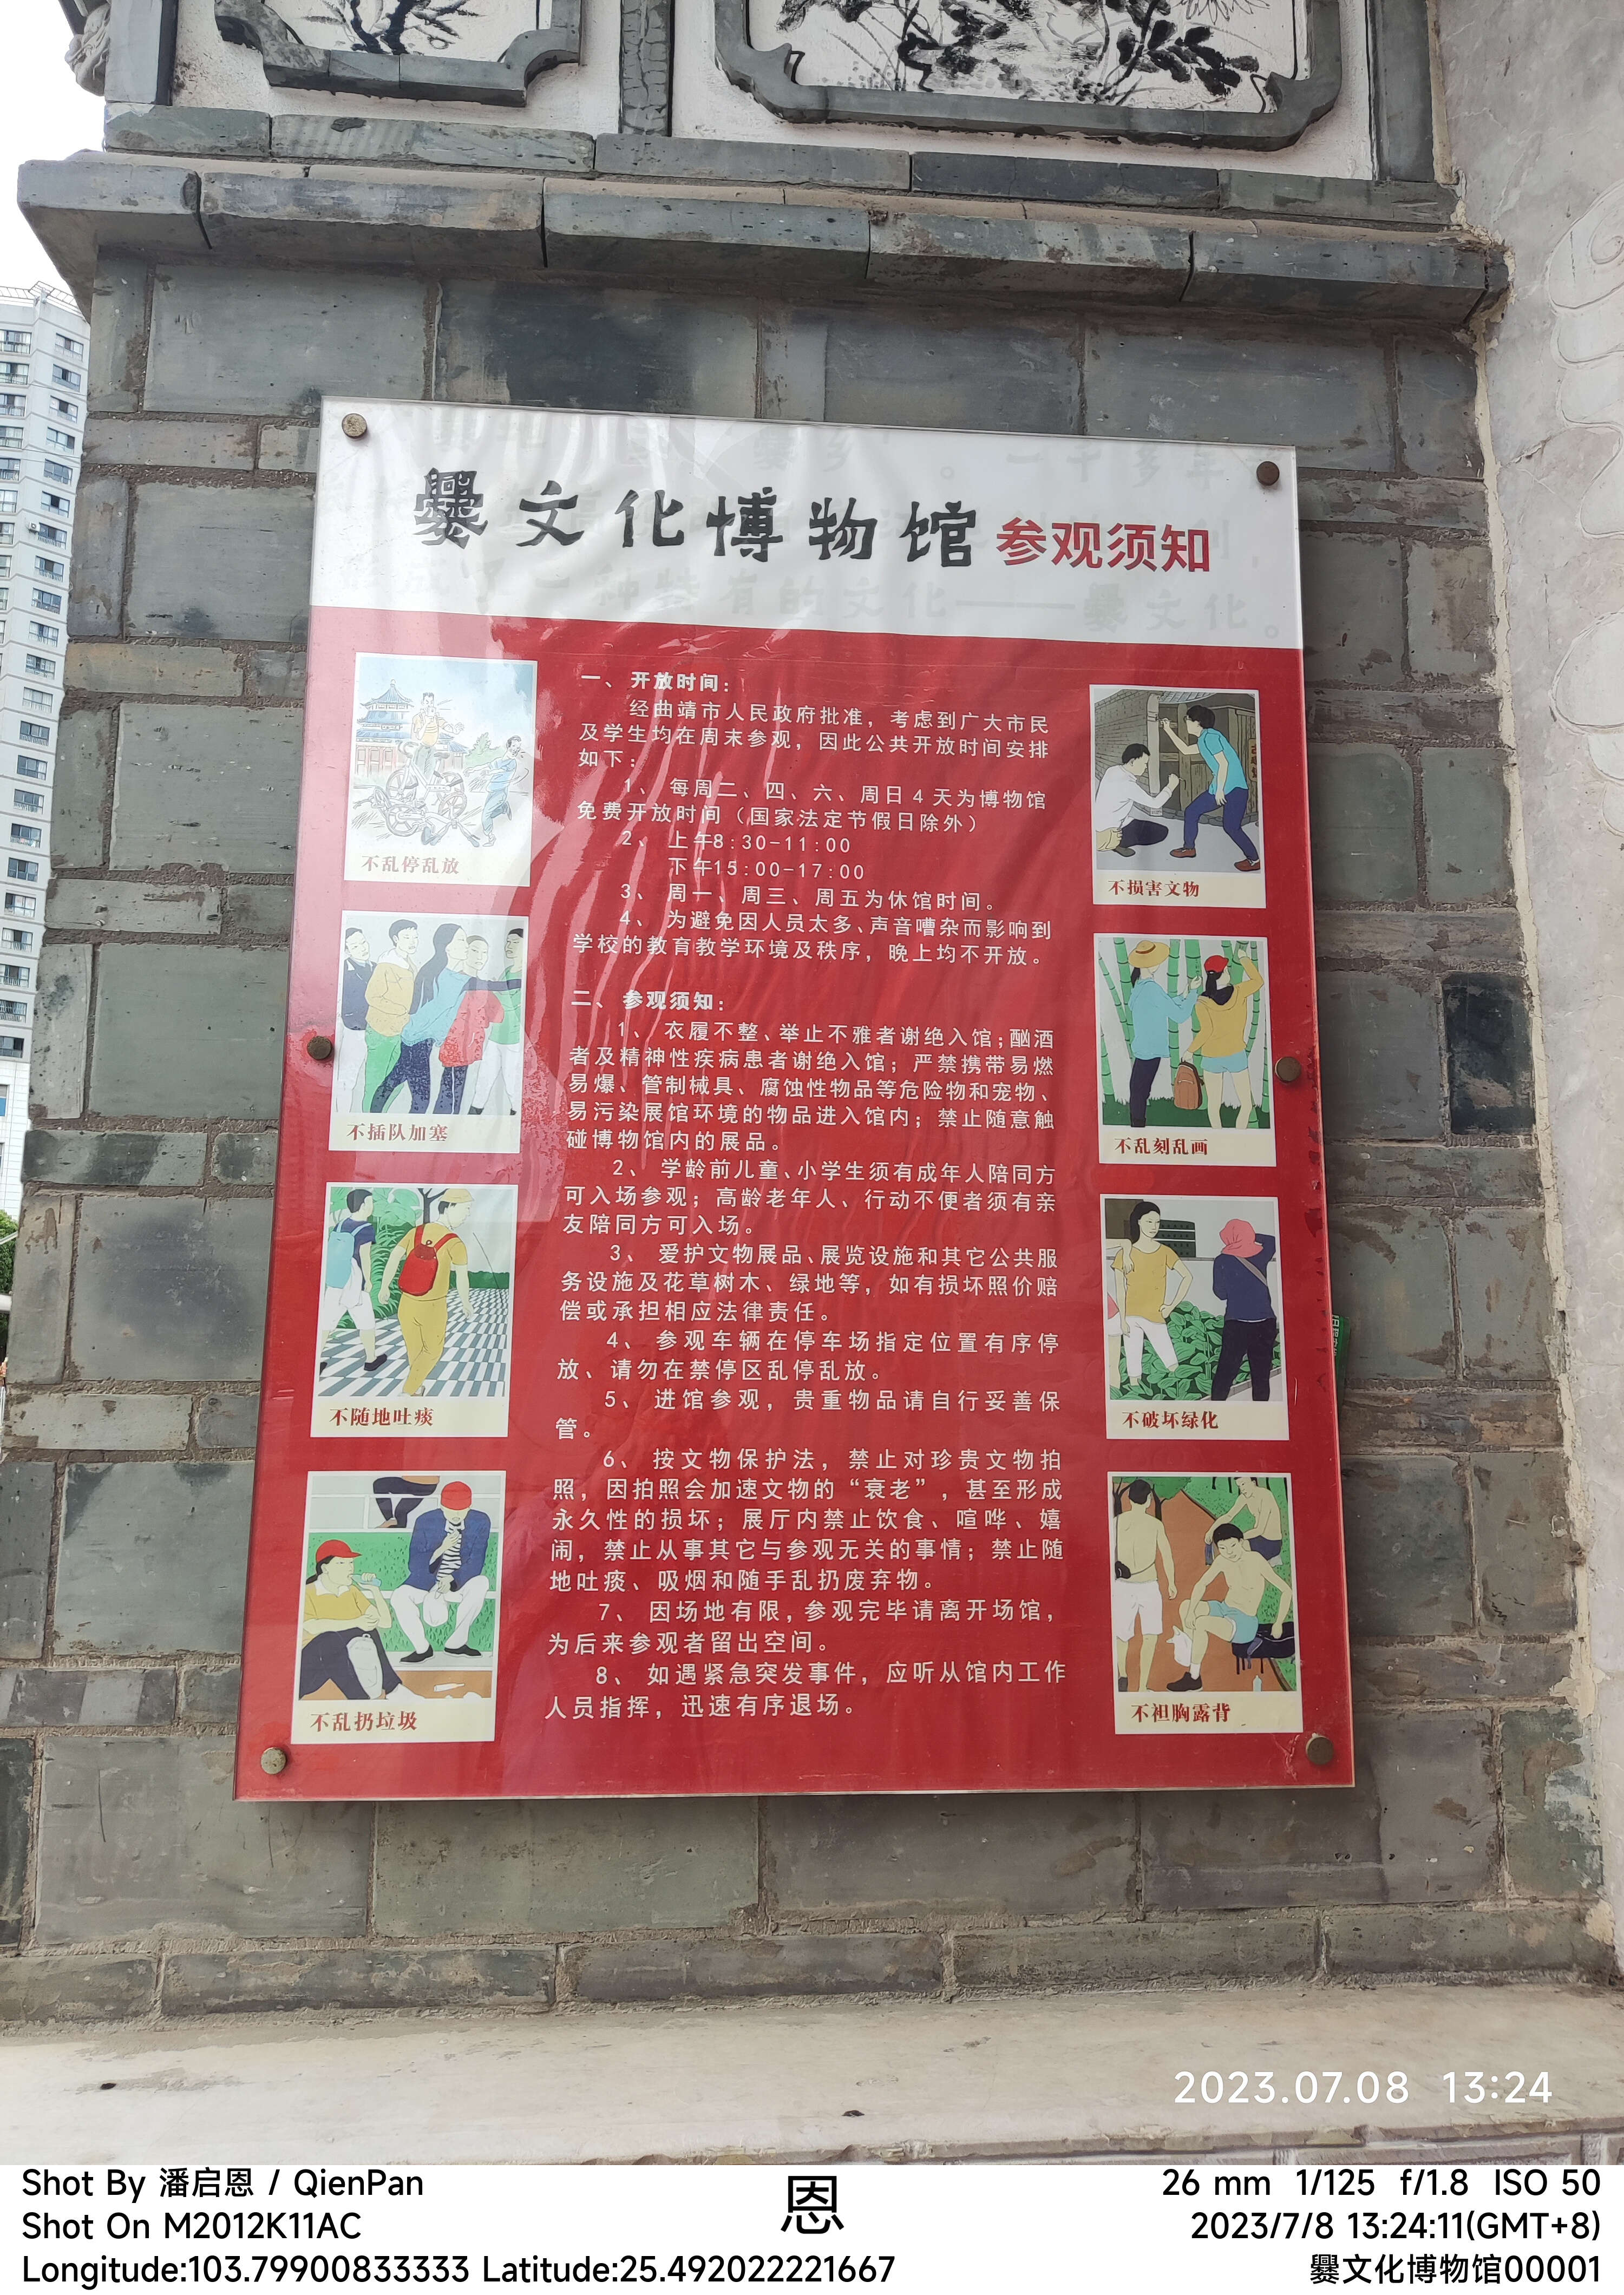 爨文化博物馆 参观须知
一、开放时间：
经曲靖市人民政府批准，考虑到广大市民
及学生均在周末参观，因此公共开放时间安排
如下：
1、每周二、四、六、周日4天为博物馆
免费开放时间（国家法定节假日除外）
2、上午8:30-11:00
下午15:00-17:00
3、周一、周三、周五为休馆时间。
4、为避免因人员太多、声音嘈杂而影响到
学校的教育教学环境及秩序，晚上均不开放。
二、参观须知：
1、衣履不整、举止不雅者谢绝入馆；酗酒
者及精神性疾病患者谢绝入馆；严禁携带易燃
易爆、管制械具、腐蚀性物品等危险物和宠物、
易污染展馆环境的物品进入馆内；禁止随意触
碰博物馆内的展品。
2、学龄前儿童、小学生须有成年人陪同方
可入场参观；高龄老年人、行动不便者须有亲
友陪同方可入场。
3、爱护文物展品、展览设施和其它公共服
务设施及花草树木、绿地等，如有损坏照价赔
偿或承担相应法律责任。
4、参观车辆在停车场指定位置有序停
放、请勿在禁停区乱停乱放。
5、进馆参观，贵重物品请自行妥善保
管。
6、按文物保护法，禁止对珍贵文物拍
照，因拍照会加速文物的“衰老”，甚至形成
永久性的损坏；展厅内禁止饮食、喧哗、嬉
闹，禁止从事其它与参观无关的事情；禁止随
地吐痰、吸烟和随手乱扔废弃物。
7、因场地有限，参观完毕请离开场馆，
为后来参观者留出空间。
8、如遇紧急突发事件，应听从馆内工作
人员指挥，迅速有序退场。
不乱停乱放
不插队加塞
不随地吐痰
不乱扔垃圾
不损害文物
不乱刻乱画
不破坏绿化
不袒胸露背
2023.07.08 13:24
Shot By 潘启恩 / QienPan
Shot On M2012K11AC
Longitude:103.79900833333 Latitude:25.492022221667
恩
26 mm 1/125 f/1.8 ISO 50
2023/7/8 13:24:11(GMT+8)
爨文化博物馆00001